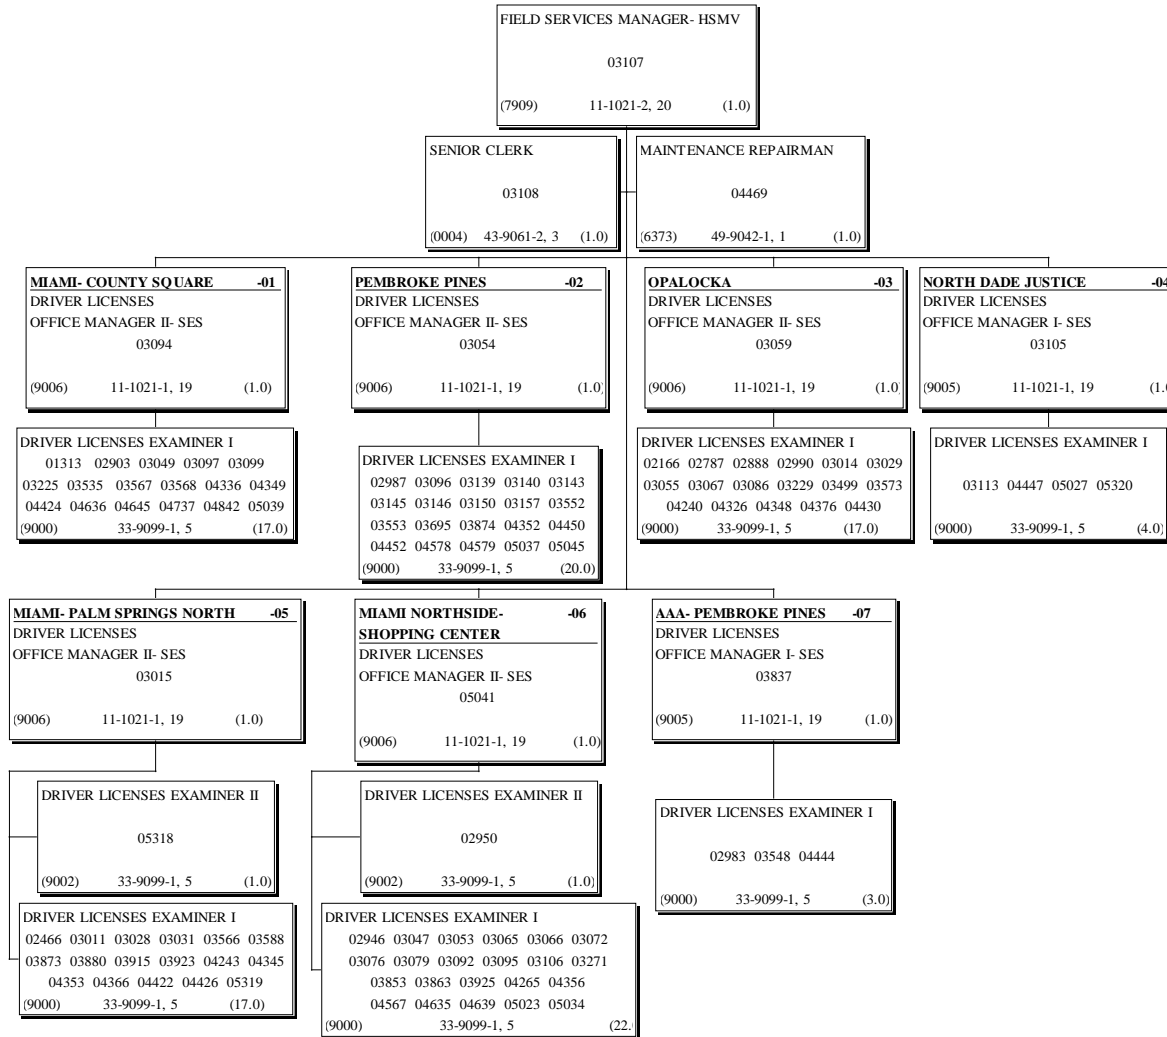 FIELD SERVICES MANAGER- HSMV
03107
(7909) 11-1021-2, 20 (1.0)
SENIOR CLERK
03108
(0004) 43-9061-2, 3 (1.0)
MAINTENANCE REPAIRMAN
04469
(6373) 49-9042-1, 1 (1.0)
MIAMI- COUNTY SQUARE -01
DRIVER LICENSES
OFFICE MANAGER II- SES
03094
(9006) 11-1021-1, 19 (1.0)
PEMBROKE PINES -02
DRIVER LICENSES
OFFICE MANAGER II- SES
03054
(9006) 11-1021-1, 19 (1.0)
OPALOCKA -03
DRIVER LICENSES
OFFICE MANAGER II- SES
03059
(9006) 11-1021-1, 19 (1.0)
NORTH DADE JUSTICE -04
DRIVER LICENSES
OFFICE MANAGER I- SES
03105
(9005) 11-1021-1, 19 (1.0
DRIVER LICENSES EXAMINER I
01313 02903 03049 03097 03099
03225 03535 03567 03568 04336 04349
04424 04636 04645 04737 04842 05039
(9000) 33-9099-1, 5 (17.0)
DRIVER LICENSES EXAMINER I
02987 03096 03139 03140 03143
03145 03146 03150 03157 03552
03553 03695 03874 04352 04450
04452 04578 04579 05037 05045
(9000) 33-9099-1, 5 (20.0)
DRIVER LICENSES EXAMINER I
02166 02787 02888 02990 03014 03029
03055 03067 03086 03229 03499 03573
04240 04326 04348 04376 04430
(9000) 33-9099-1, 5 (17.0)
DRIVER LICENSES EXAMINER I
03113 04447 05027 05320
(9000) 33-9099-1, 5 (4.0)
MIAMI- PALM SPRINGS NORTH -05
DRIVER LICENSES
OFFICE MANAGER II- SES
03015
(9006) 11-1021-1, 19 (1.0)
MIAMI NORTHSIDE- -06
SHOPPING CENTER
DRIVER LICENSES
OFFICE MANAGER II- SES
05041
(9006) 11-1021-1, 19 (1.0)
AAA- PEMBROKE PINES -07
DRIVER LICENSES
OFFICE MANAGER I- SES
03837
(9005) 11-1021-1, 19 (1.0)
DRIVER LICENSES EXAMINER II
05318
(9002) 33-9099-1, 5 (1.0)
DRIVER LICENSES EXAMINER II
02950
(9002) 33-9099-1, 5 (1.0)
DRIVER LICENSES EXAMINER I
02983 03548 04444
(9000) 33-9099-1, 5 (3.0)
DRIVER LICENSES EXAMINER I
02466 03011 03028 03031 03566 03588
03873 03880 03915 03923 04243 04345
04353 04366 04422 04426 05319
(9000) 33-9099-1, 5 (17.0)
DRIVER LICENSES EXAMINER I
02946 03047 03053 03065 03066 03072
03076 03079 03092 03095 03106 03271
03853 03863 03925 04265 04356
04567 04635 04639 05023 05034
(9000) 33-9099-1, 5 (22.